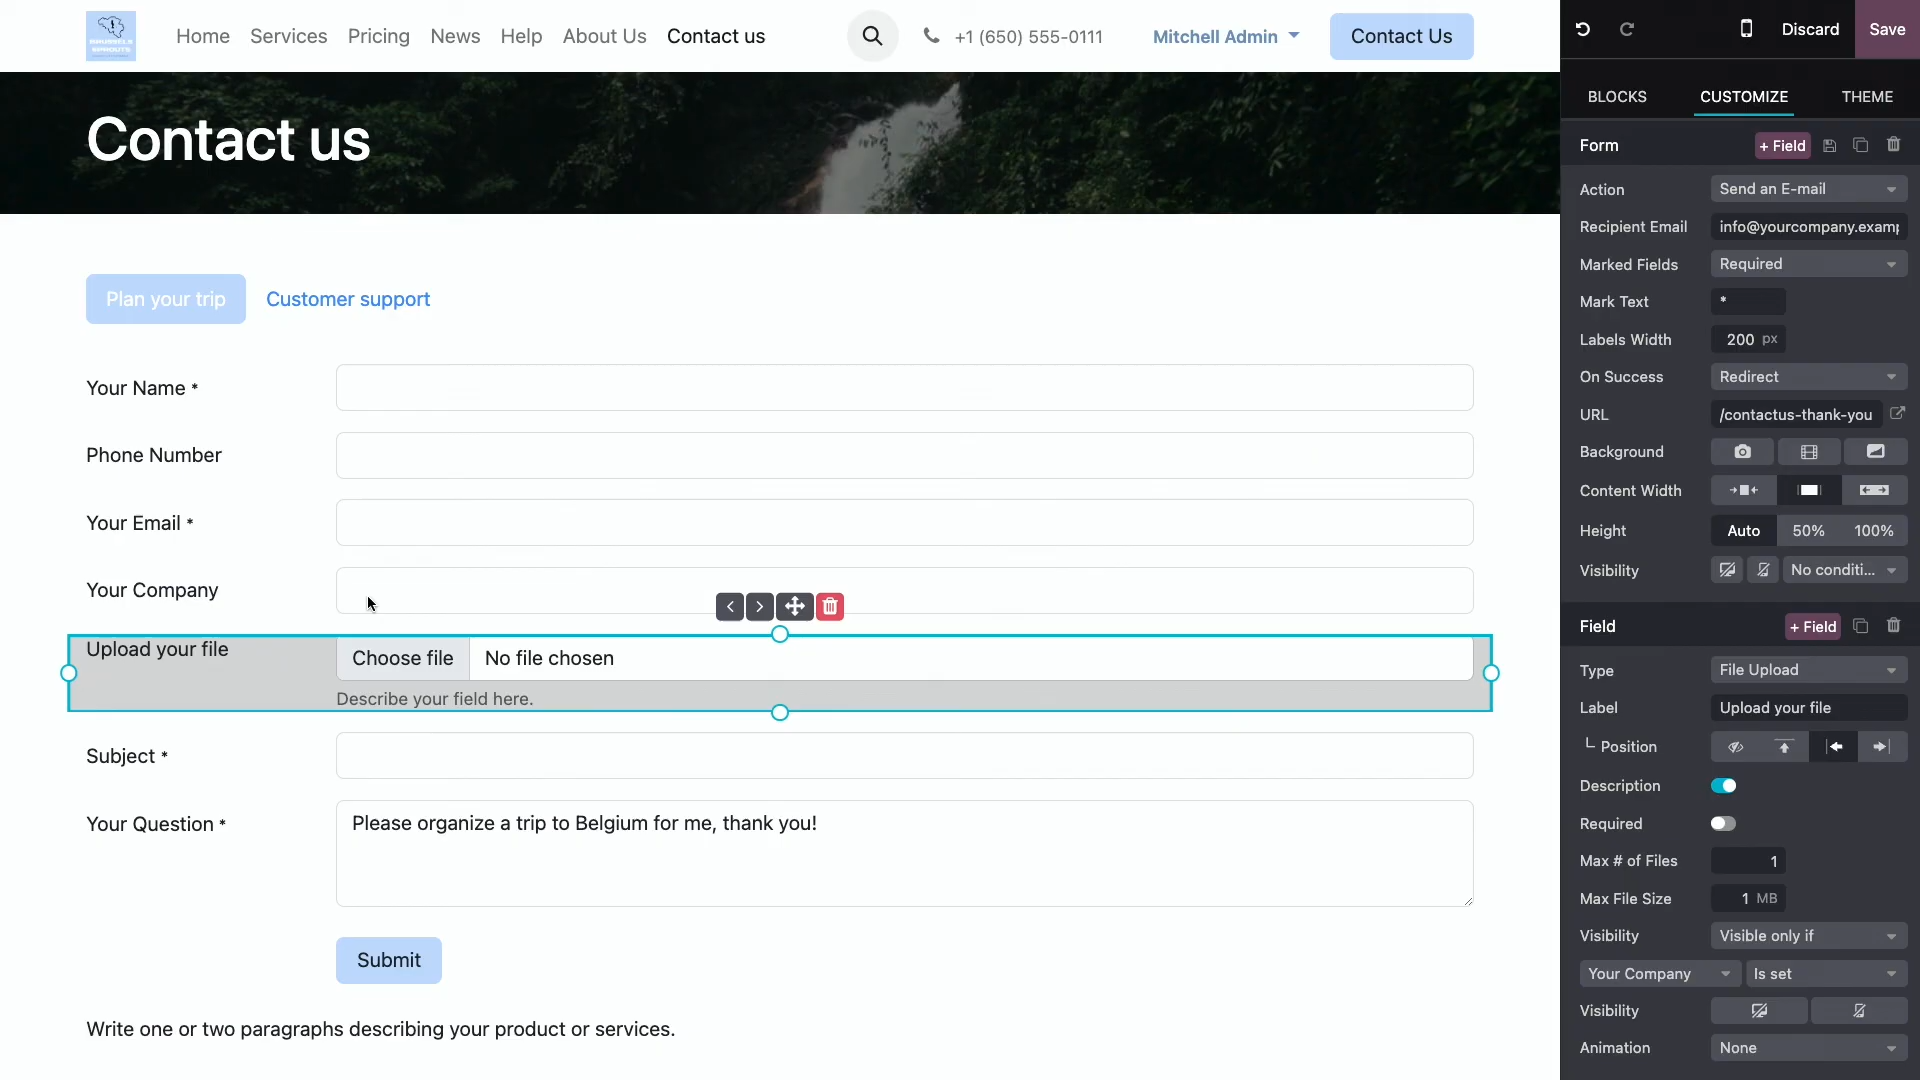 BRUSSELS
SPROUTS
Home
Services
Pricing
News
Help
About Us
Contact us
+1 (650) 555-0111
Mitchell Admin
Contact Us
Contact us
Plan your trip
Customer support
Your Name *
Phone Number
Your Email *
Your Company
Upload your file
Choose file
No file chosen
Describe your field here.
Subject *
Your Question *
Please organize a trip to Belgium for me, thank you!
Submit
Write one or two paragraphs describing your product or services.
Discard
Save
BLOCKS
CUSTOMIZE
THEME
Form
+ Field
Action
Send an E-mail
Recipient Email
info@yourcompany.examp
Marked Fields
Required
Mark Text
*
Labels Width
200 px
On Success
Redirect
URL
/contactus-thank-you
Background
Content Width
Height
Auto
50%
100%
Visibility
No conditi...
Field
+ Field
Type
File Upload
Label
Upload your file
Position
Description
Required
Max # of Files
1
Max File Size
1 MB
Visibility
Visible only if
Your Company
Is set
Visibility
Animation
None